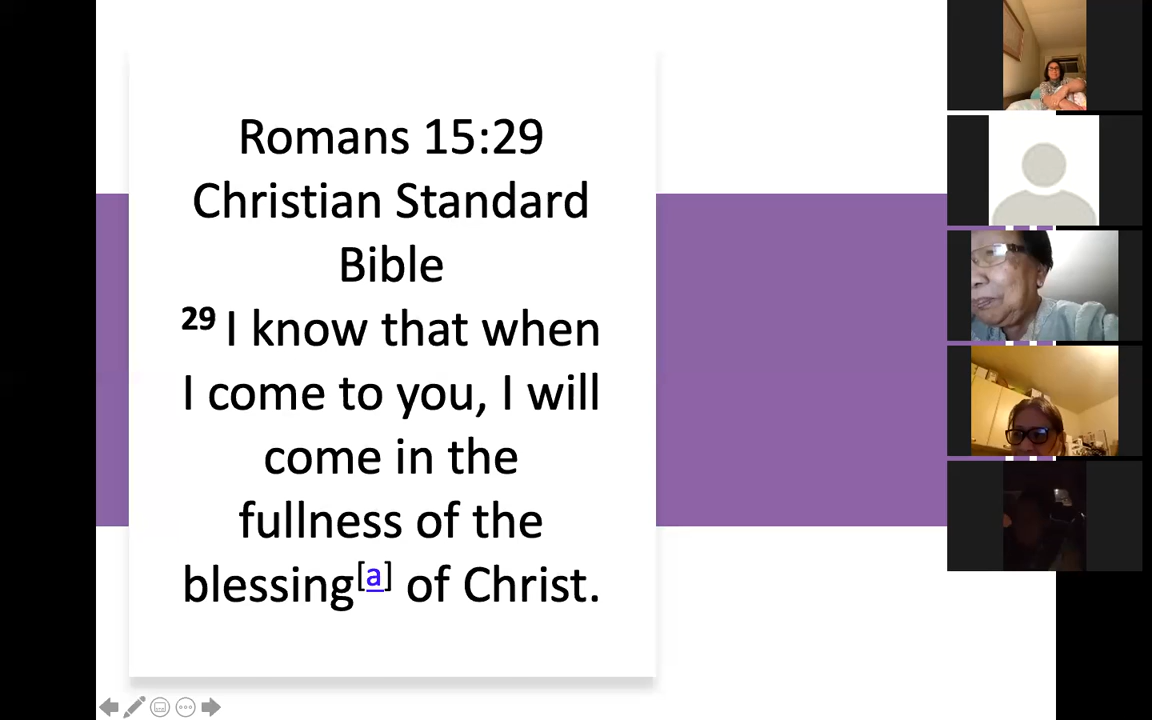 Romans 15:29
Christian Standard
Bible
29 I know that when
I come to you, I will
come in the
fullness of the
blessing[a] of Christ.